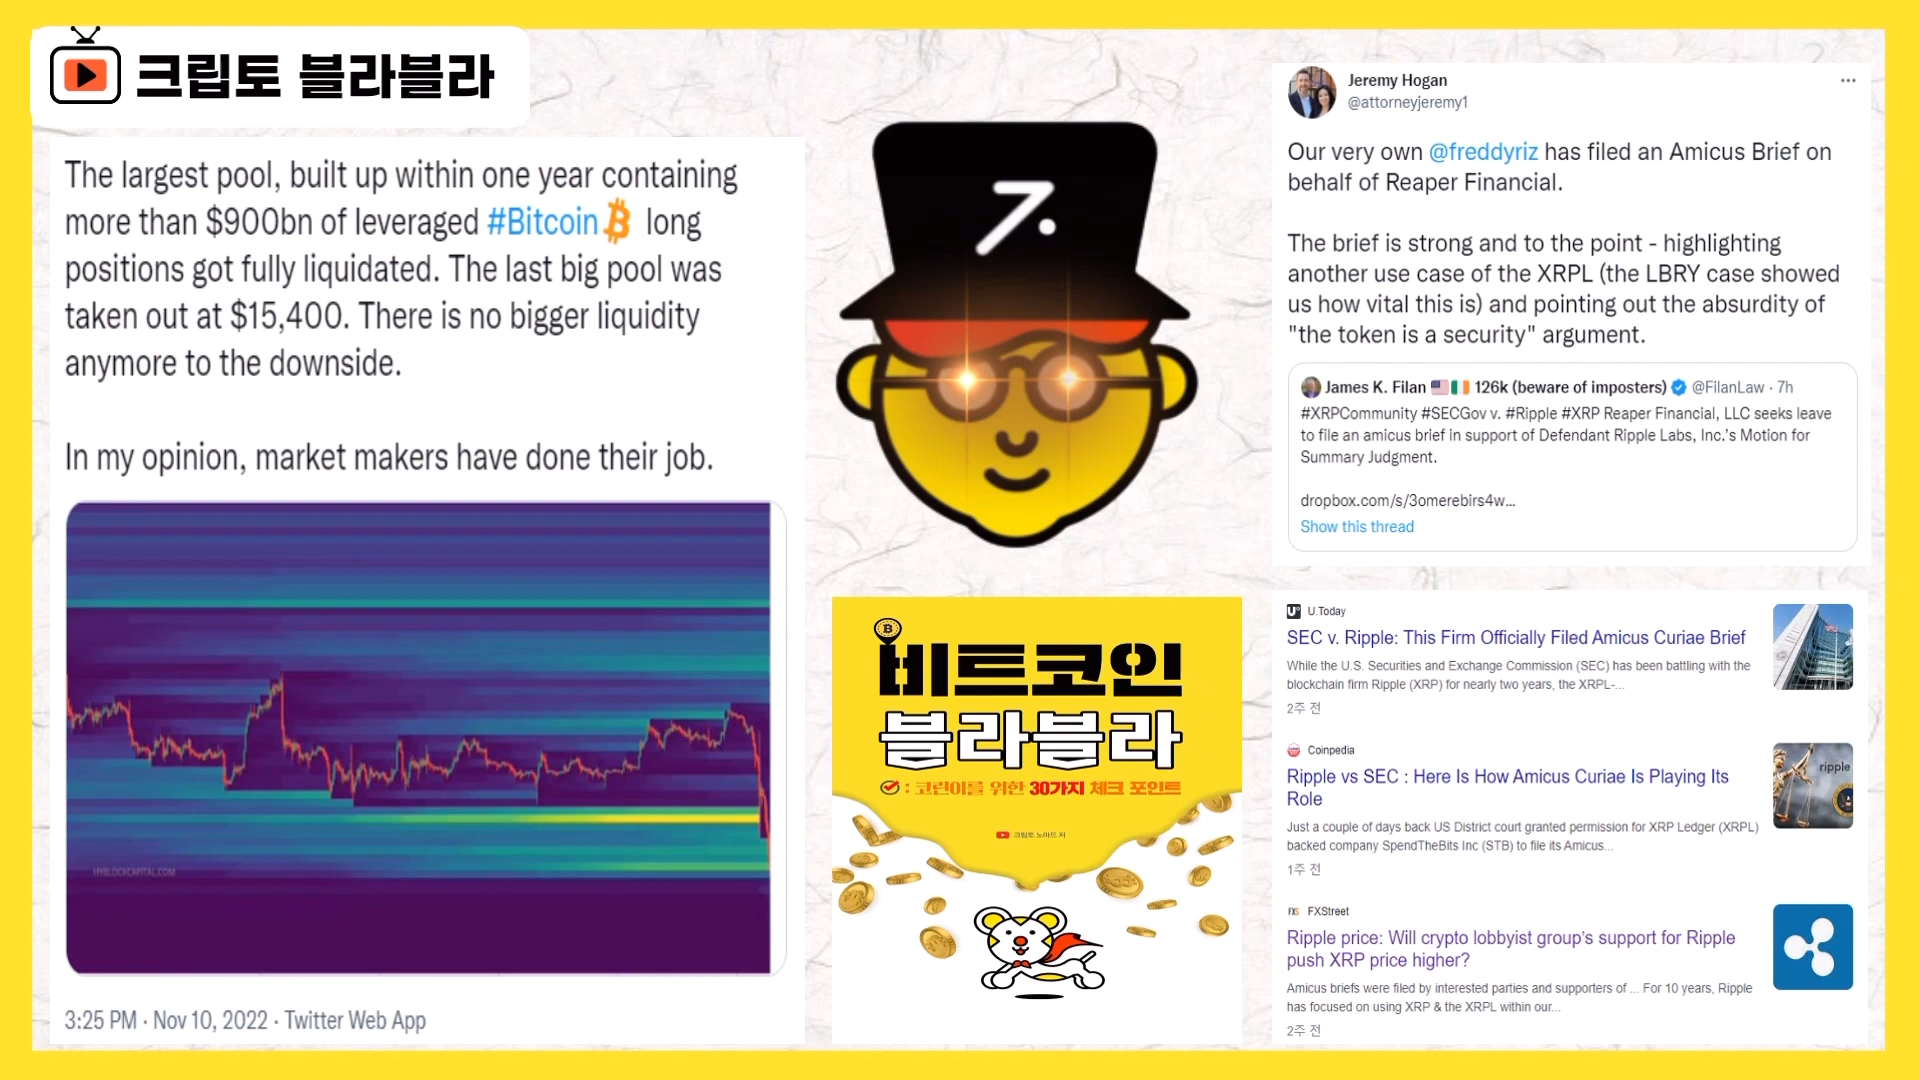 크립토 블라블라
The largest pool, built up within one year containing
more than $900bn of leveraged #Bitcoin long
positions got fully liquidated. The last big pool was
taken out at $15,400. There is no bigger liquidity
anymore to the downside.
In my opinion, market makers have done their job.
HYBLOCKCAPITAL.COM
3:25 PM · Nov 10, 2022 · Twitter Web App
비트코인
블라블라
: 코린이를 위한 30가지 체크 포인트
크립토 노마드 저
Jeremy Hogan
@attorneyjeremy1
Our very own @freddyriz has filed an Amicus Brief on
behalf of Reaper Financial.
The brief is strong and to the point - highlighting
another use case of the XRPL (the LBRY case showed
us how vital this is) and pointing out the absurdity of
"the token is a security" argument.
James K. Filan 126k (beware of imposters) @FilanLaw · 7h
#XRPCommunity #SECGov v. #Ripple #XRP Reaper Financial, LLC seeks leave
to file an amicus brief in support of Defendant Ripple Labs, Inc.'s Motion for
Summary Judgment.
dropbox.com/s/3omerebirs4w...
Show this thread
U.Today
SEC v. Ripple: This Firm Officially Filed Amicus Curiae Brief
While the U.S. Securities and Exchange Commission (SEC) has been battling with the
blockchain firm Ripple (XRP) for nearly two years, the XRPL-...
2주 전
Coinpedia
Ripple vs SEC : Here Is How Amicus Curiae Is Playing Its
Role
ripple
Just a couple of days back US District court granted permission for XRP Ledger (XRPL)
backed company SpendTheBits Inc (STB) to file its Amicus...
1주 전
FXStreet
Ripple price: Will crypto lobbyist group's support for Ripple
push XRP price higher?
Amicus briefs were filed by interested parties and supporters of ... For 10 years, Ripple
has focused on using XRP & the XRPL within our...
2주 전